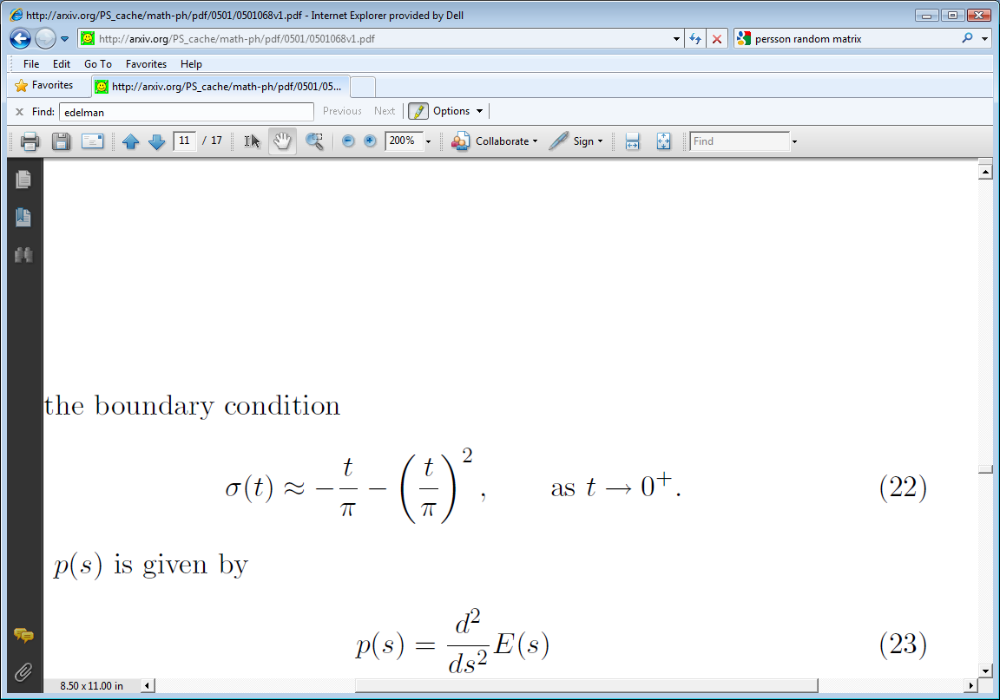 http://arxiv.org/PS_cache/math-ph/pdf/0501/0501068v1.pdf - Internet Explorer provided by Dell
http://arxiv.org/PS_cache/math-ph/pdf/0501/0501068v1.pdf persson random matrix
File Edit Go To Favorites Help
Favorites http://arxiv.org/PS_cache/math-ph/pdf/0501/05...
x Find: edelman Previous Next Options
11 / 17 200% Collaborate Sign Find
the boundary condition
σ(t) ≈ −t/π − (t/π)², as t → 0⁺. (22)
p(s) is given by
p(s) = d²/ds² E(s) (23)
8.50 x 11.00 in